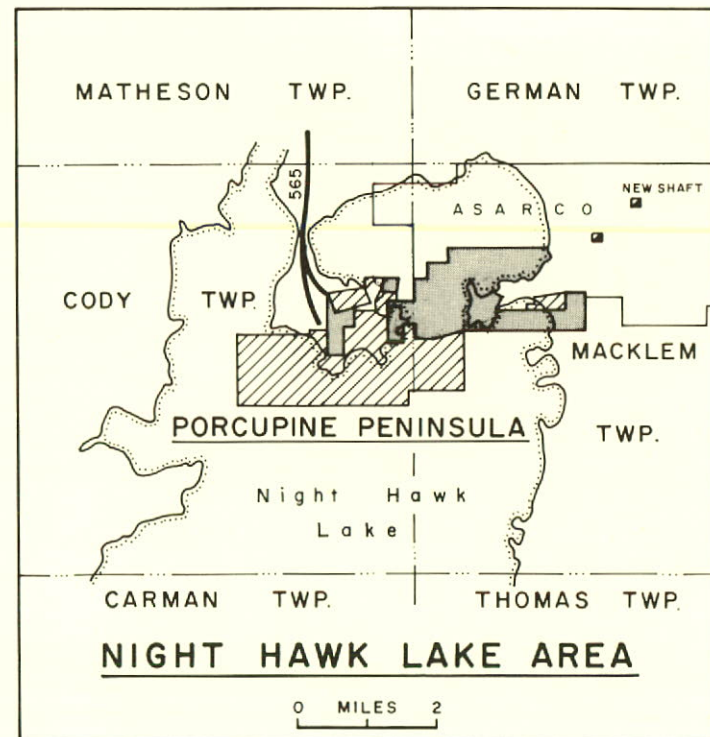 MATHESON TWP. GERMAN TWP.
565
NEW SHAFT
ASARCO
CODY TWP.
MACKLEM
PORCUPINE PENINSULA
TWP.
Night Hawk
Lake
CARMAN TWP. THOMAS TWP.
NIGHT HAWK LAKE AREA
0 MILES 2